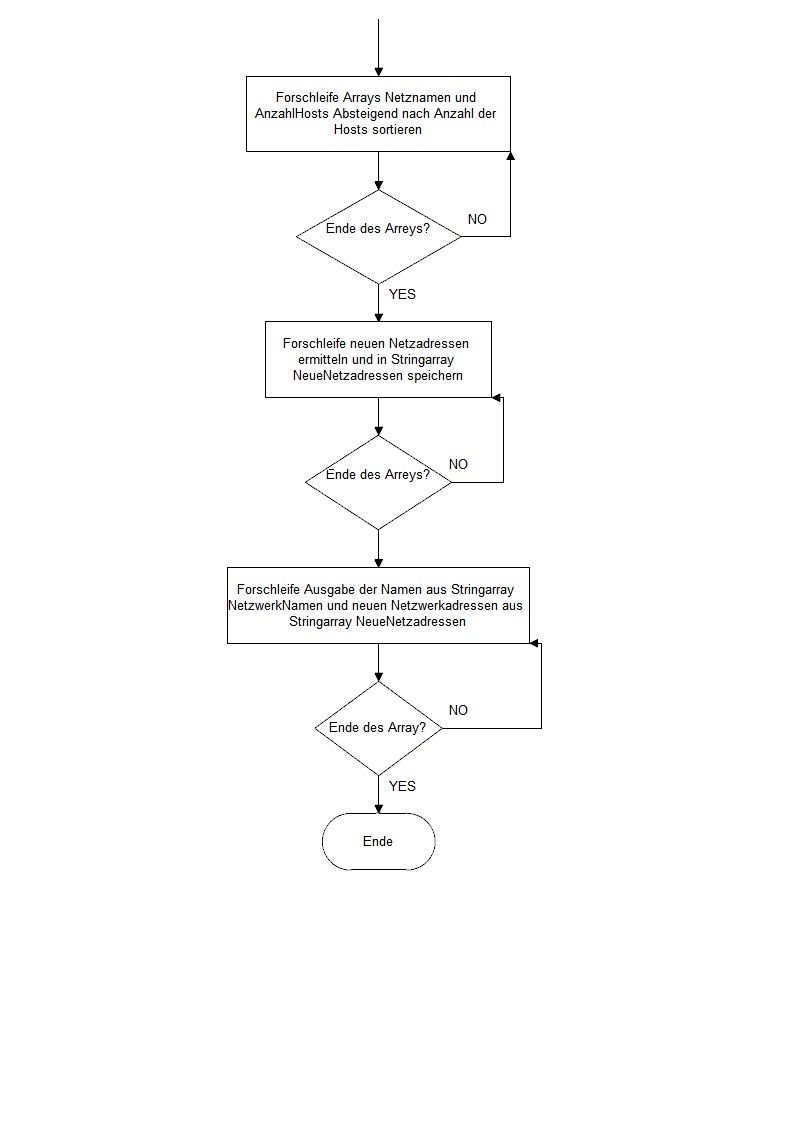 Forschleife Arrays Netznamen und
AnzahlHosts Absteigend nach Anzahl der
Hosts sortieren
NO
Ende des Arreys?
YES
Forschleife neuen Netzadressen
ermitteln und in Stringarray
NeueNetzadressen speichern
NO
Ende des Arreys?
Forschleife Ausgabe der Namen aus Stringarray
NetzwerkNamen und neuen Netzwerkadressen aus
Stringarray NeueNetzadressen
NO
Ende des Array?
YES
Ende